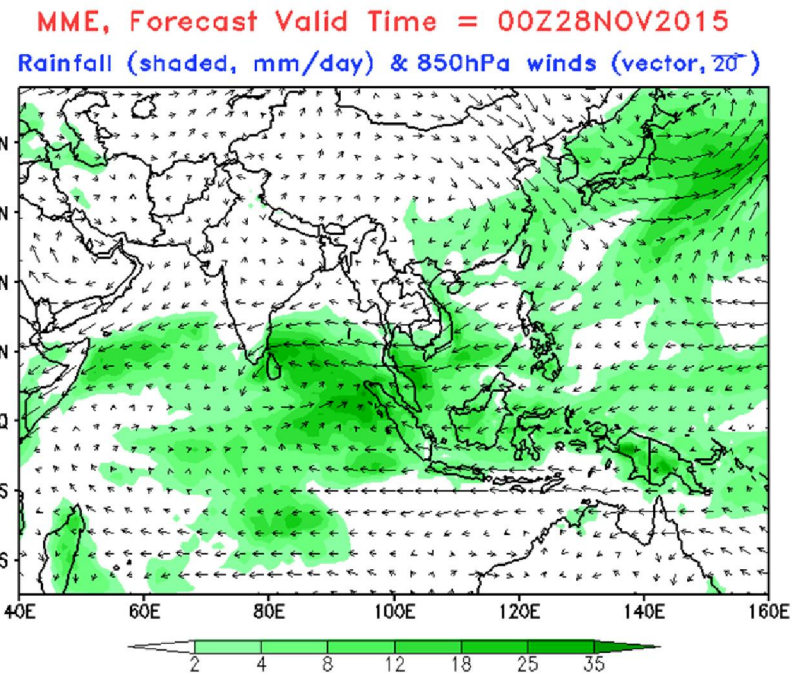 MME, Forecast Valid Time = 00Z28NOV2015
Rainfall (shaded, mm/day) & 850hPa winds (vector, 20)
N
N
N
N
0
S
S
40E 60E 80E 100E 120E 140E 160E
2 4 8 12 18 25 35